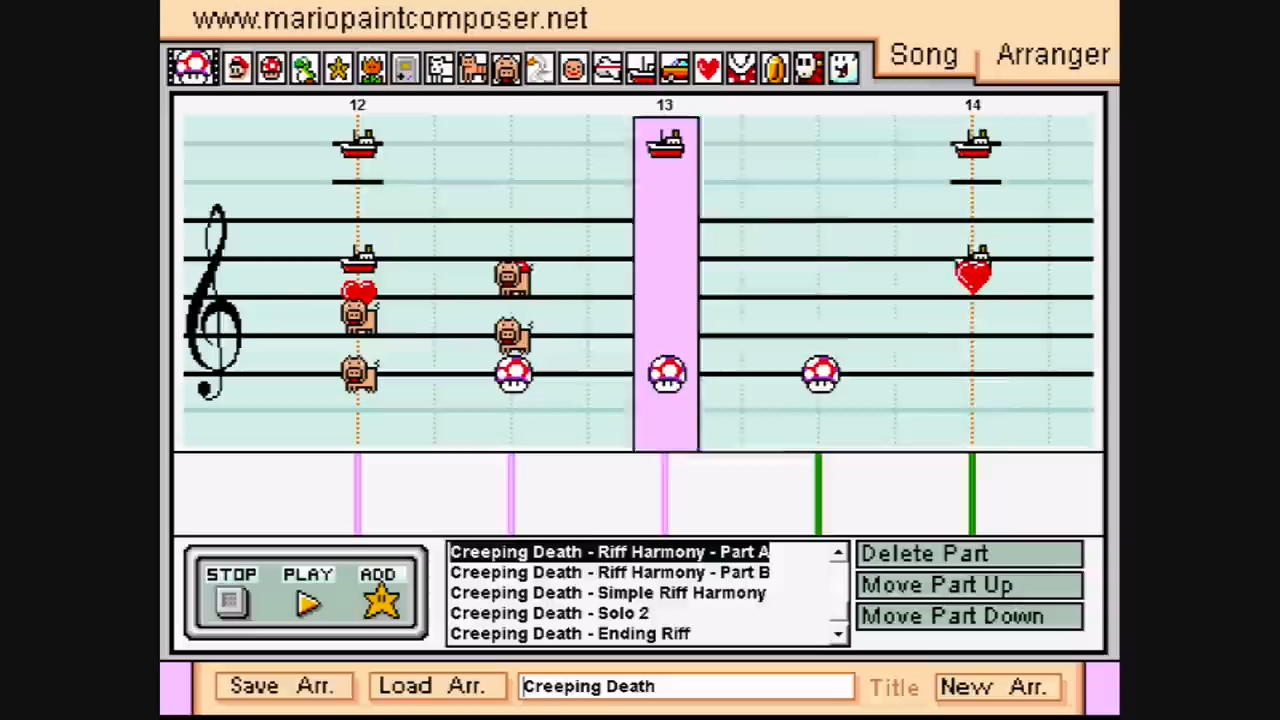 www.mariopaintcomposer.net
Song Arranger
12 13 14
STOP PLAY ADD
Creeping Death - Riff Harmony - Part A
Creeping Death - Riff Harmony - Part B
Creeping Death - Simple Riff Harmony
Creeping Death - Solo 2
Creeping Death - Ending Riff
Delete Part
Move Part Up
Move Part Down
Save Arr. Load Arr. Creeping Death Title New Arr.